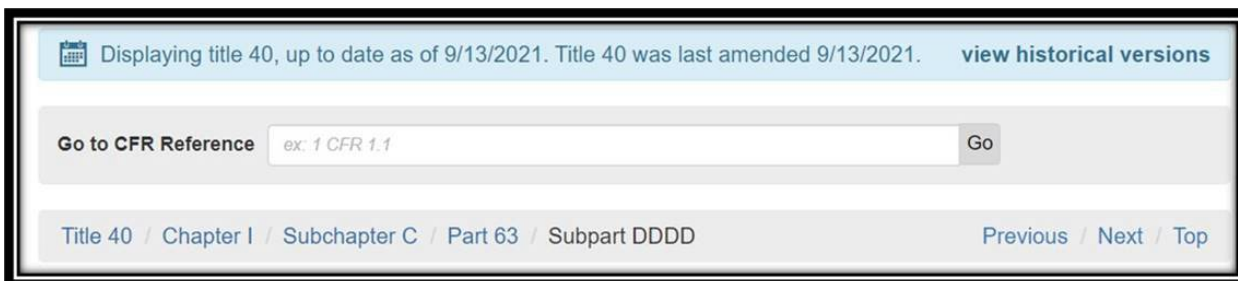 Displaying title 40, up to date as of 9/13/2021. Title 40 was last amended 9/13/2021. view historical versions
Go to CFR Reference ex: 1 CFR 1.1 Go
Title 40 / Chapter I / Subchapter C / Part 63 / Subpart DDDD Previous / Next / Top